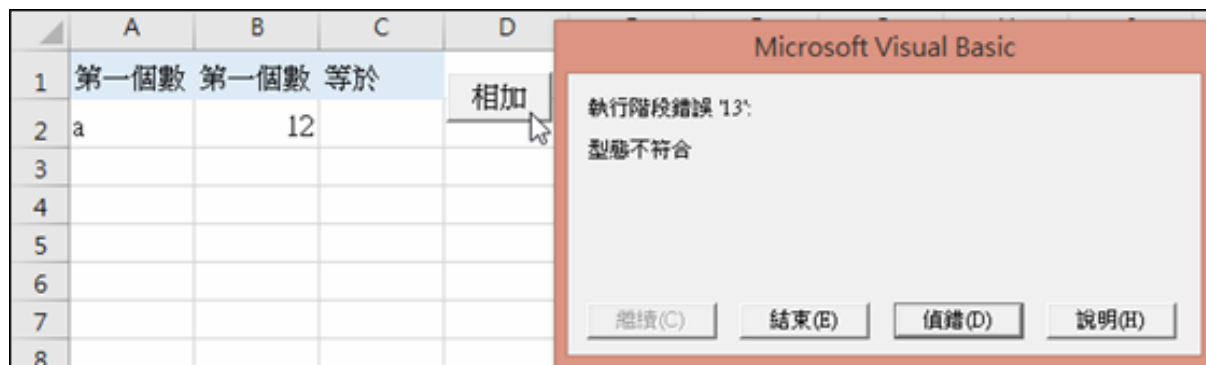 A B C D
Microsoft Visual Basic
1 第一個數 第一個數 等於
相加
2 a 12
3
4
5
6
7
8
執行階段錯誤 '13':
型態不符合
繼續(C) 結束(E) 偵錯(D) 說明(H)